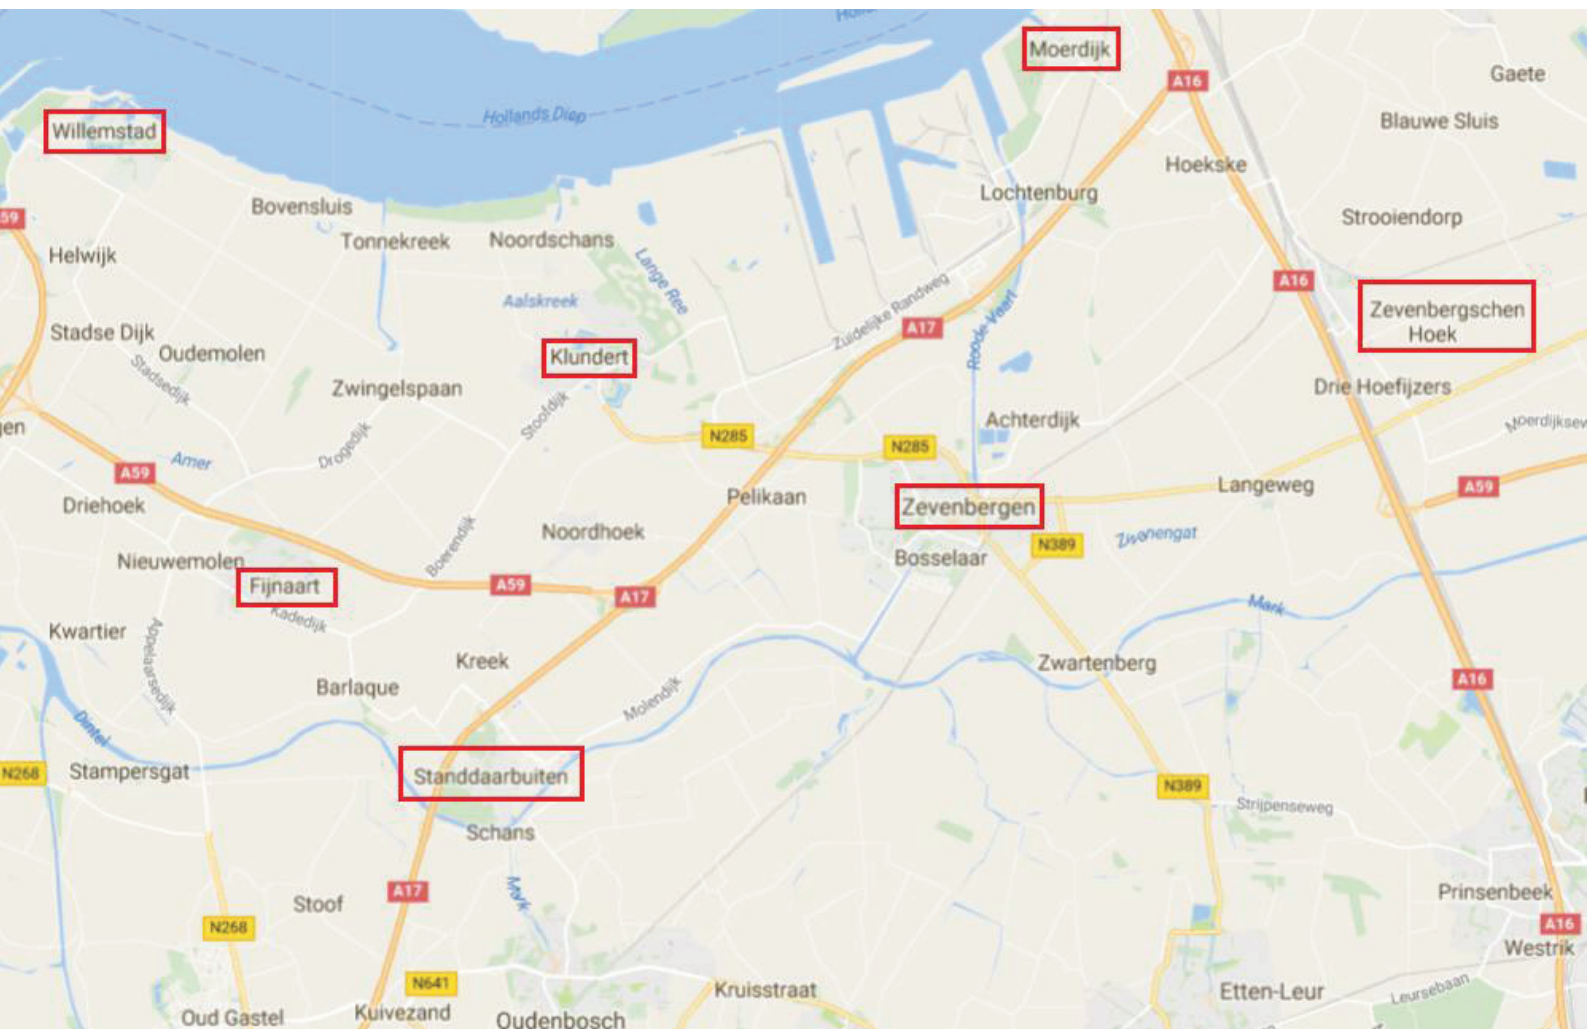 Moerdijk
A16
Gaete
Hollands Diep
Willemstad
Blauwe Sluis
Hoekske
Lochtenburg
Bovensluis
59
Strooiendorp
Tonnekreek
Noordschans
Helwijk
Lange Ree
A16
Aalskreek
Zuidelijke Randweg
Roode Vaart
Zevenbergschen
Hoek
A17
Stadse Dijk
Oudemolen
Klundert
Stadsedijk
Zwingelspaan
Drie Hoefijzers
Stoofdijk
Achterdijk
Drogedijk
N285
N285
Amer
A59
Langeweg
A59
Pelikaan
Driehoek
Zevenbergen
Noordhoek
Boerendijk
N389
Nieuwemolen
Bosselaar
Fijnaart
A59
A17
Kadedijk
Mark
Kwartier
Appelaarsedijk
Kreek
Zwartenberg
Barlaque
Molendijk
A16
Dintel
N268
Stampersgat
Standdaarbuiten
N389
Strijpenseweg
Schans
A17
Prinsenbeek
Stoof
N268
A16
Westrik
N641
Kruisstraat
Etten-Leur
Leursebaan
Oud Gastel
Kuivezand
Oudenbosch